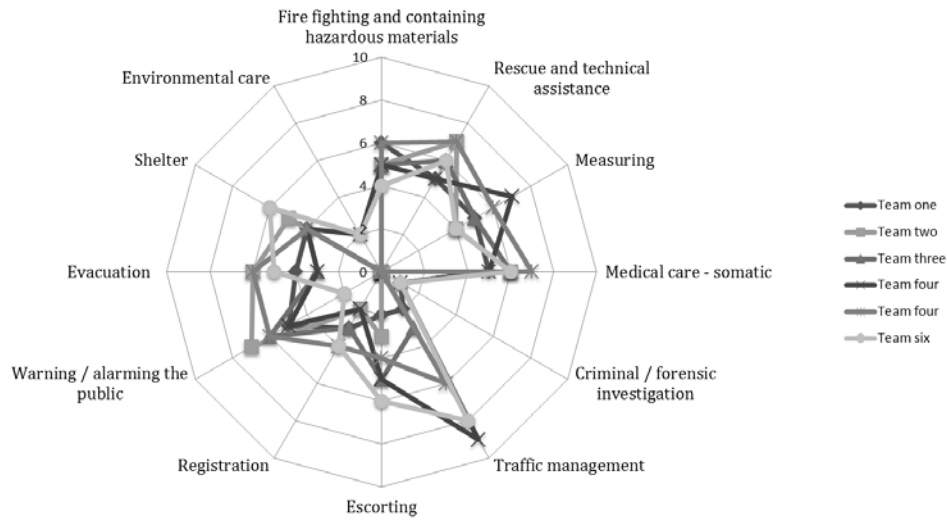 Fire fighting and containing
hazardous materials
10
Environmental care
Rescue and technical
assistance
8
6
Shelter
Measuring
4
2
Evacuation
0
Medical care - somatic
Warning / alarming the
public
Criminal / forensic
investigation
Registration
Traffic management
Escorting
Team one
Team two
Team three
Team four
Team four
Team six